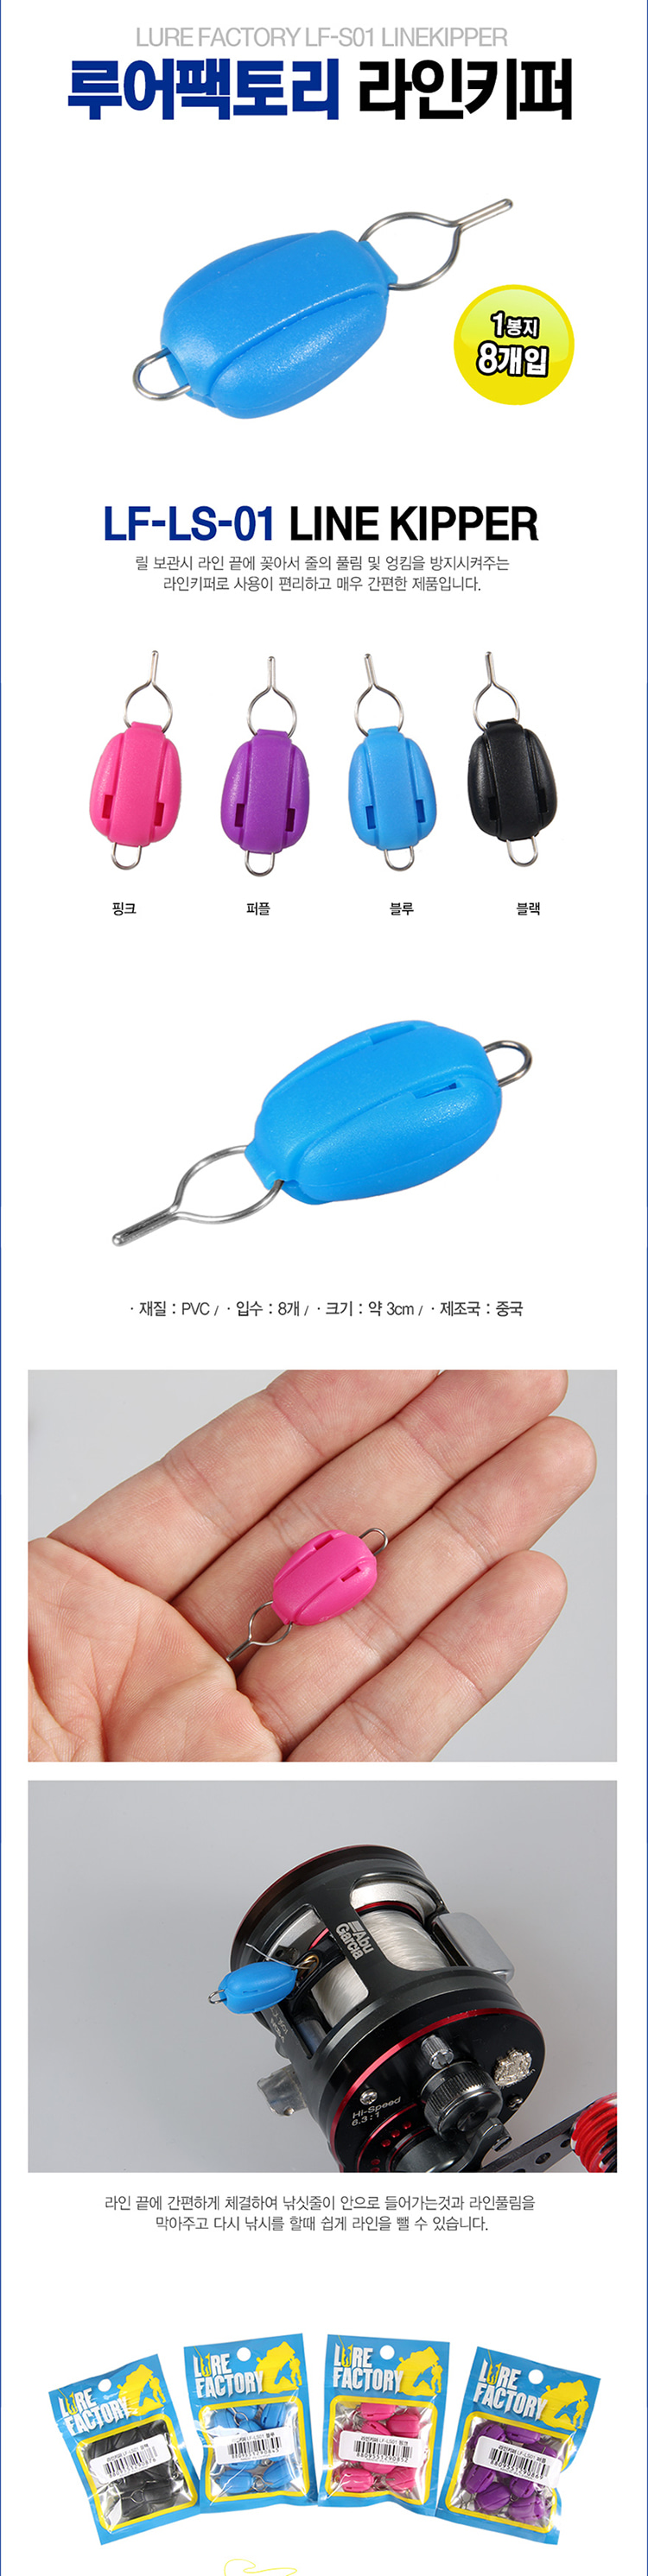 LURE FACTORY LF-S01 LINEKIPPER
루어팩토리 라인키퍼
1봉지
8개입
LF-LS-01 LINE KIPPER
릴 보관시 라인 끝에 꽂아서 줄의 풀림 및 엉킴을 방지시켜주는
라인키퍼로 사용이 편리하고 매우 간편한 제품입니다.
핑크
퍼플
블루
블랙
· 재질 : PVC / · 입수 : 8개 / · 크기 : 약 3cm / · 제조국 : 중국
Abu
Garcia
Hi-Speed
6.3:1
라인 끝에 간편하게 체결하여 낚싯줄이 안으로 들어가는것과 라인풀림을
막아주고 다시 낚시를 할때 쉽게 라인을 뺄 수 있습니다.
LURE
FACTORY
LURE
FACTORY
LURE
FACTORY
LURE
FACTORY